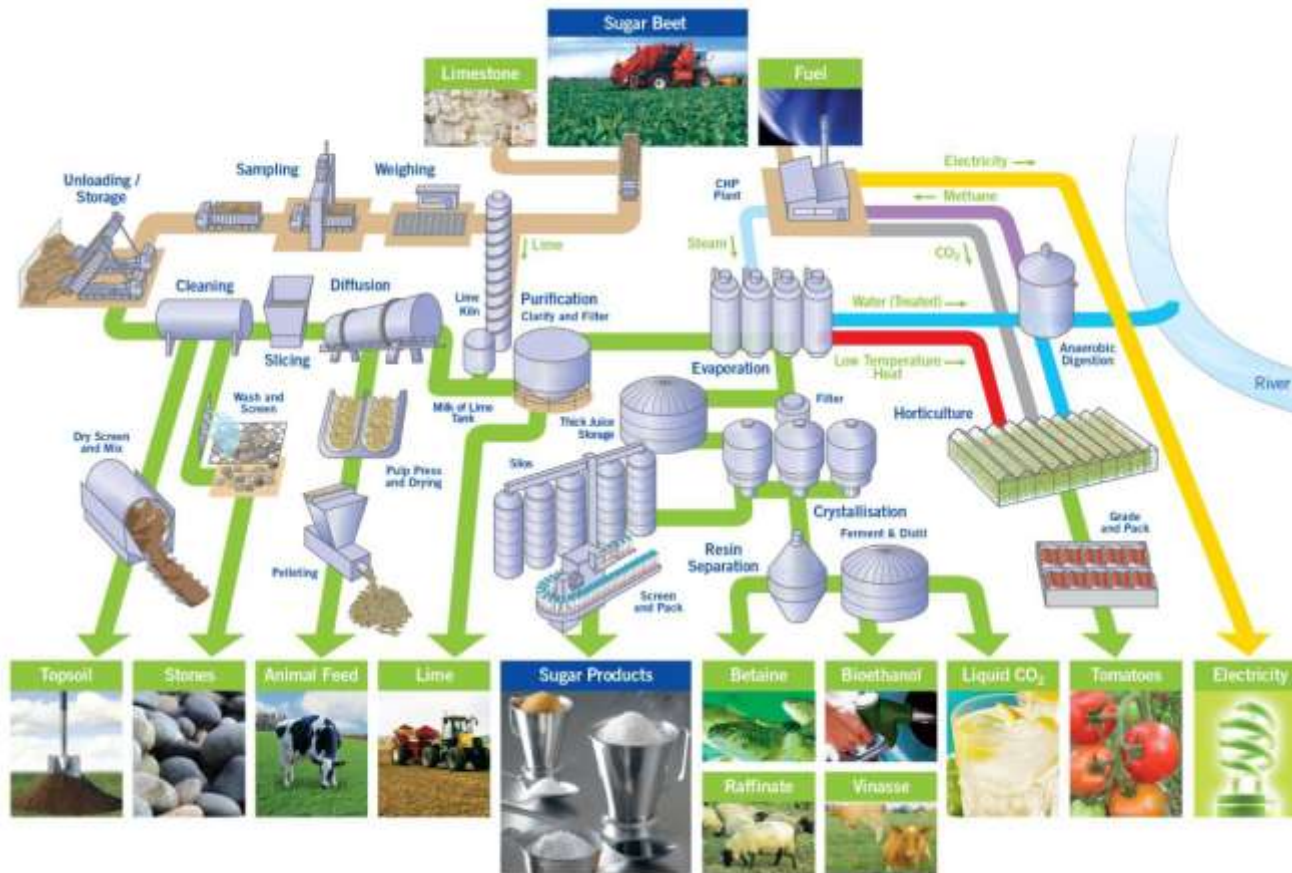 Sugar Beet
Limestone
Fuel
Electricity
Methane
CHP
Plant
Steam
CO₂
Sampling
Weighing
Unloading /
Storage
Lime
Cleaning
Diffusion
Slicing
Lime
Kiln
Purification
Clarify and Filter
Water (Treated)
Low Temperature
Heat
Evaporation
Anaerobic
Digestion
River
Wash and
Screen
Milk of Lime
Tank
Thick Juice
Storage
Filter
Horticulture
Dry Screen
and Mix
Pulp Press
and Drying
Silos
Crystallisation
Ferment & Distil
Grade
and Pack
Pelleting
Resin
Separation
Screen
and Pack
Topsoil
Stones
Animal Feed
Lime
Sugar Products
Betaine
Bioethanol
Liquid CO₂
Tomatoes
Electricity
Raffinate
Vinasse